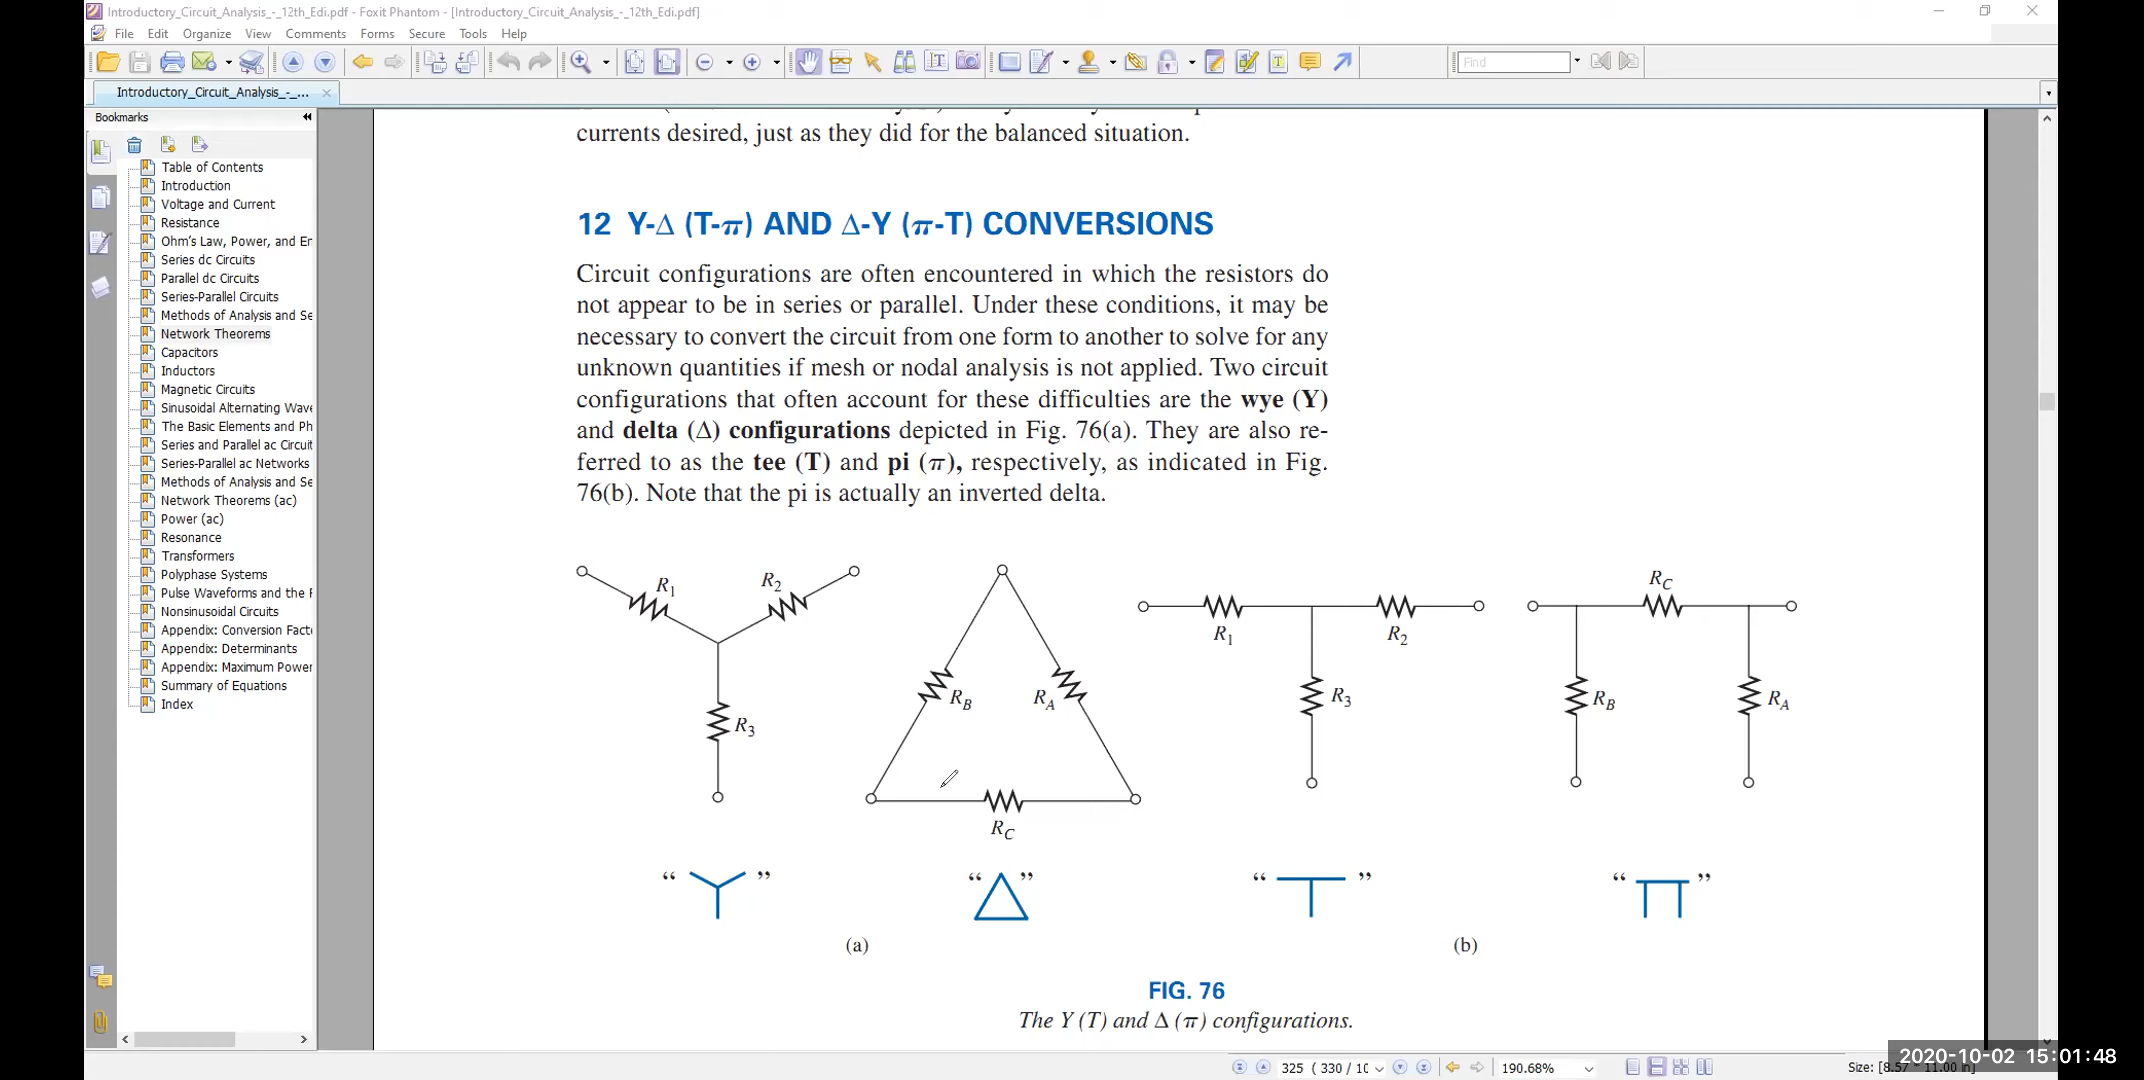 Introductory_Circuit_Analysis_-_12th_Edi.pdf - Foxit Phantom - [Introductory_Circuit_Analysis_-_12th_Edi.pdf]
File Edit Organize View Comments Forms Secure Tools Help
Find
Introductory_Circuit_Analysis_-_...
Bookmarks
Table of Contents
Introduction
Voltage and Current
Resistance
Ohm's Law, Power, and En
Series dc Circuits
Parallel dc Circuits
Series-Parallel Circuits
Methods of Analysis and Se
Network Theorems
Capacitors
Inductors
Magnetic Circuits
Sinusoidal Alternating Wave
The Basic Elements and Ph
Series and Parallel ac Circuit
Series-Parallel ac Networks
Methods of Analysis and Se
Network Theorems (ac)
Power (ac)
Resonance
Transformers
Polyphase Systems
Pulse Waveforms and the R
Nonsinusoidal Circuits
Appendix: Conversion Facto
Appendix: Determinants
Appendix: Maximum Power
Summary of Equations
Index
currents desired, just as they did for the balanced situation.
12 Y-Δ (T-π) AND Δ-Y (π-T) CONVERSIONS
Circuit configurations are often encountered in which the resistors do
not appear to be in series or parallel. Under these conditions, it may be
necessary to convert the circuit from one form to another to solve for any
unknown quantities if mesh or nodal analysis is not applied. Two circuit
configurations that often account for these difficulties are the wye (Y)
and delta (Δ) configurations depicted in Fig. 76(a). They are also re-
ferred to as the tee (T) and pi (π), respectively, as indicated in Fig.
76(b). Note that the pi is actually an inverted delta.
R1 R2 R3
RB RA RC
R1 R2 R3
RC RB RA
“ Y ” “ Δ ” “ T ” “ π ”
(a) (b)
FIG. 76
The Y (T) and Δ (π) configurations.
325 ( 330 / 10 190.68% Size: [8.57 * 11.00 in]
2020-10-02 15:01:48